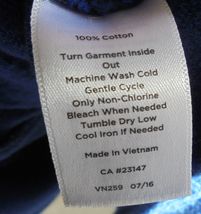 100% Cotton
Turn Garment Inside
Out
Machine Wash Cold
Gentle Cycle
Only Non-Chlorine
Bleach When Needed
Tumble Dry Low
Cool Iron If Needed
Made In Vietnam
CA #23147
VN259 07/16